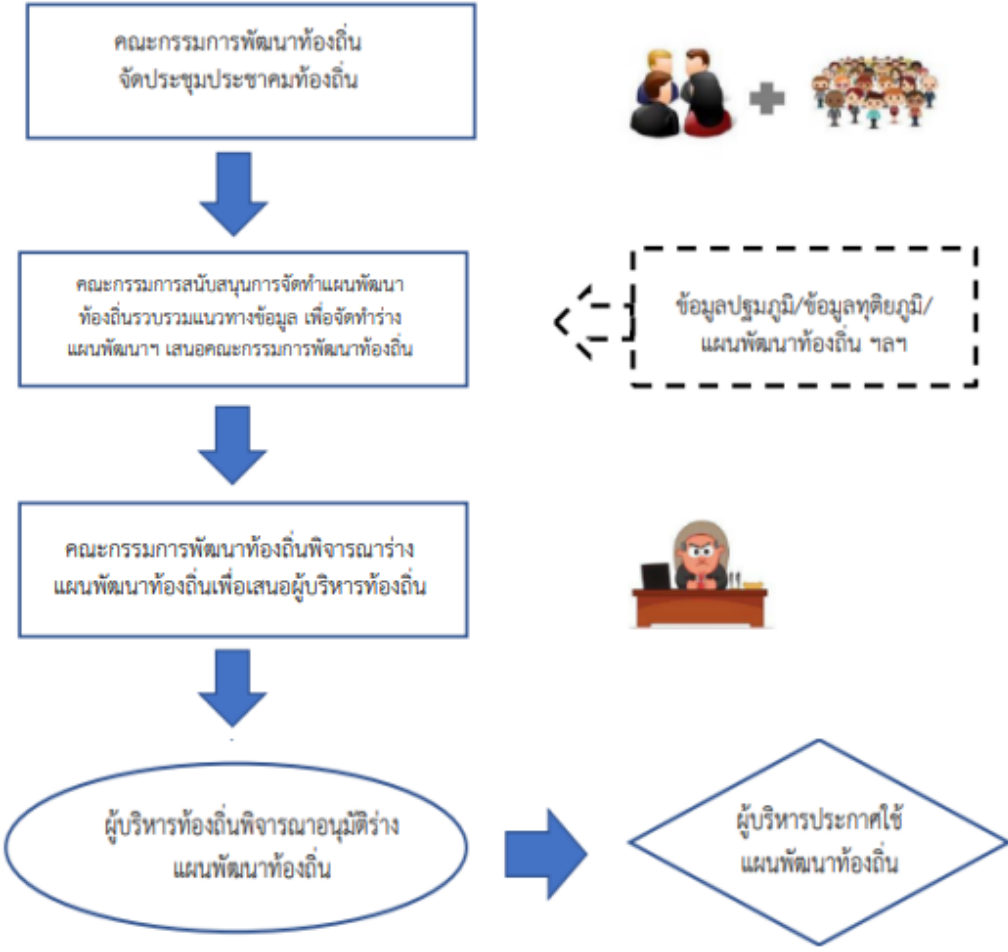 คณะกรรมการพัฒนาท้องถิ่น
จัดประชุมประชาคมท้องถิ่น
คณะกรรมการสนับสนุนการจัดทำแผนพัฒนา
ท้องถิ่นรวบรวมแนวทางข้อมูล เพื่อจัดทำร่าง
แผนพัฒนาฯ เสนอคณะกรรมการพัฒนาท้องถิ่น
ข้อมูลปฐมภูมิ/ข้อมูลทุติยภูมิ/
แผนพัฒนาท้องถิ่น ฯลฯ
คณะกรรมการพัฒนาท้องถิ่นพิจารณาร่าง
แผนพัฒนาท้องถิ่นเพื่อเสนอผู้บริหารท้องถิ่น
ผู้บริหารท้องถิ่นพิจารณาอนุมัติร่าง
แผนพัฒนาท้องถิ่น
ผู้บริหารประกาศใช้
แผนพัฒนาท้องถิ่น